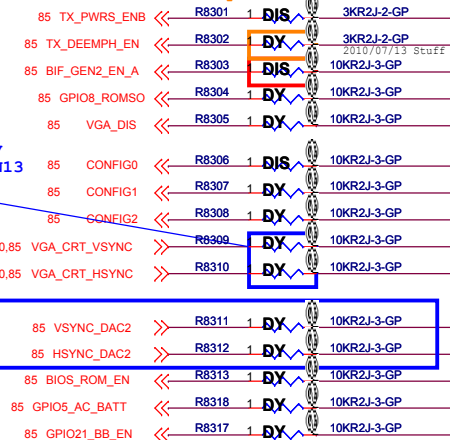 85 TX_PWRS_ENB R8301 1 DIS 3KR2J-2-GP
85 TX_DEEMPH_EN R8302 1 DY 3KR2J-2-GP
2010/07/13 Stuff
85 BIF_GEN2_EN_A R8303 1 DIS 10KR2J-3-GP
85 GPIO8_ROMSO R8304 1 DY 10KR2J-3-GP
85 VGA_DIS R8305 1 DY 10KR2J-3-GP
85 CONFIG0 R8306 1 DIS 10KR2J-3-GP
13
85 CONFIG1 R8307 1 DY 10KR2J-3-GP
85 CONFIG2 R8308 1 DY 10KR2J-3-GP
0,85 VGA_CRT_VSYNC R8309 1 DY 10KR2J-3-GP
0,85 VGA_CRT_HSYNC R8310 1 DY 10KR2J-3-GP
85 VSYNC_DAC2 R8311 1 DY 10KR2J-3-GP
85 HSYNC_DAC2 R8312 1 DY 10KR2J-3-GP
85 BIOS_ROM_EN R8313 1 DY 10KR2J-3-GP
85 GPIO5_AC_BATT R8318 1 DY 10KR2J-3-GP
85 GPIO21_BB_EN R8317 1 DY 10KR2J-3-GP